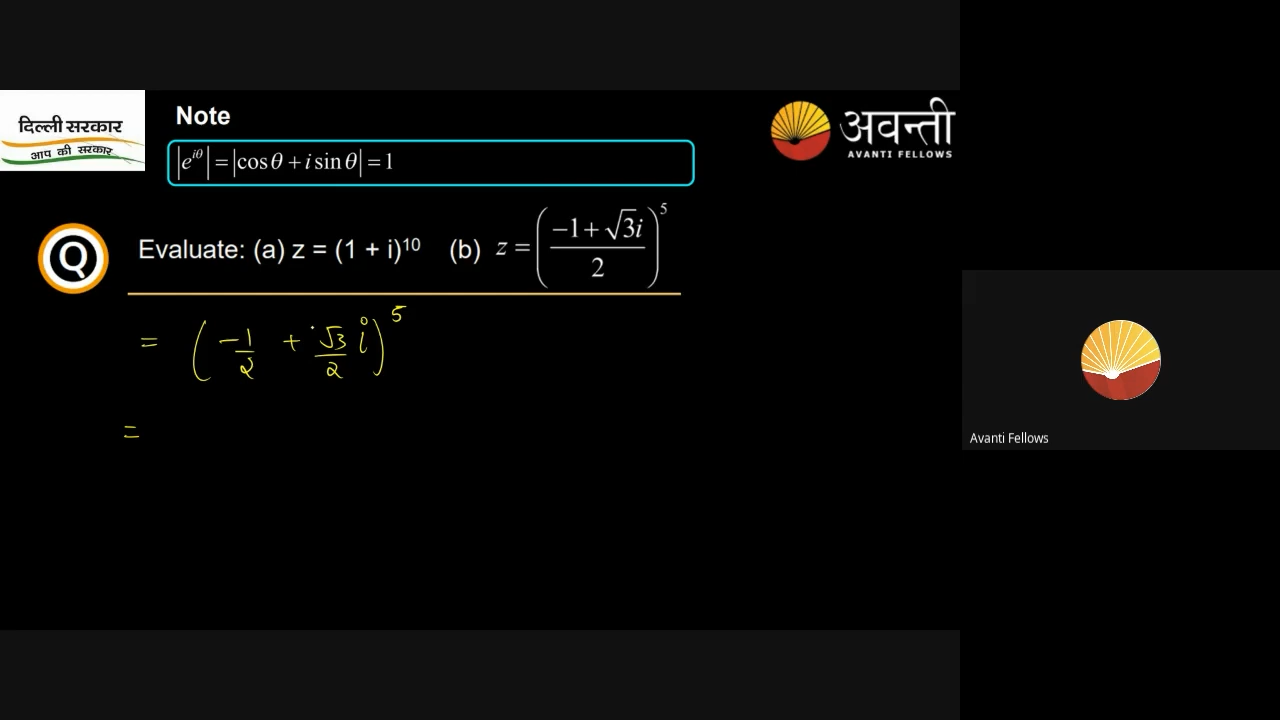 दिल्ली सरकार
आप की सरकार
Note
|e^{iθ}| = |cos θ + i sin θ| = 1
अवन्ती
AVANTI FELLOWS
Q
Evaluate: (a) z = (1 + i)^{10} (b) z = ((-1 + √3i)/2)^5
= (-1/2 + √3/2 i)^5
=
Avanti Fellows